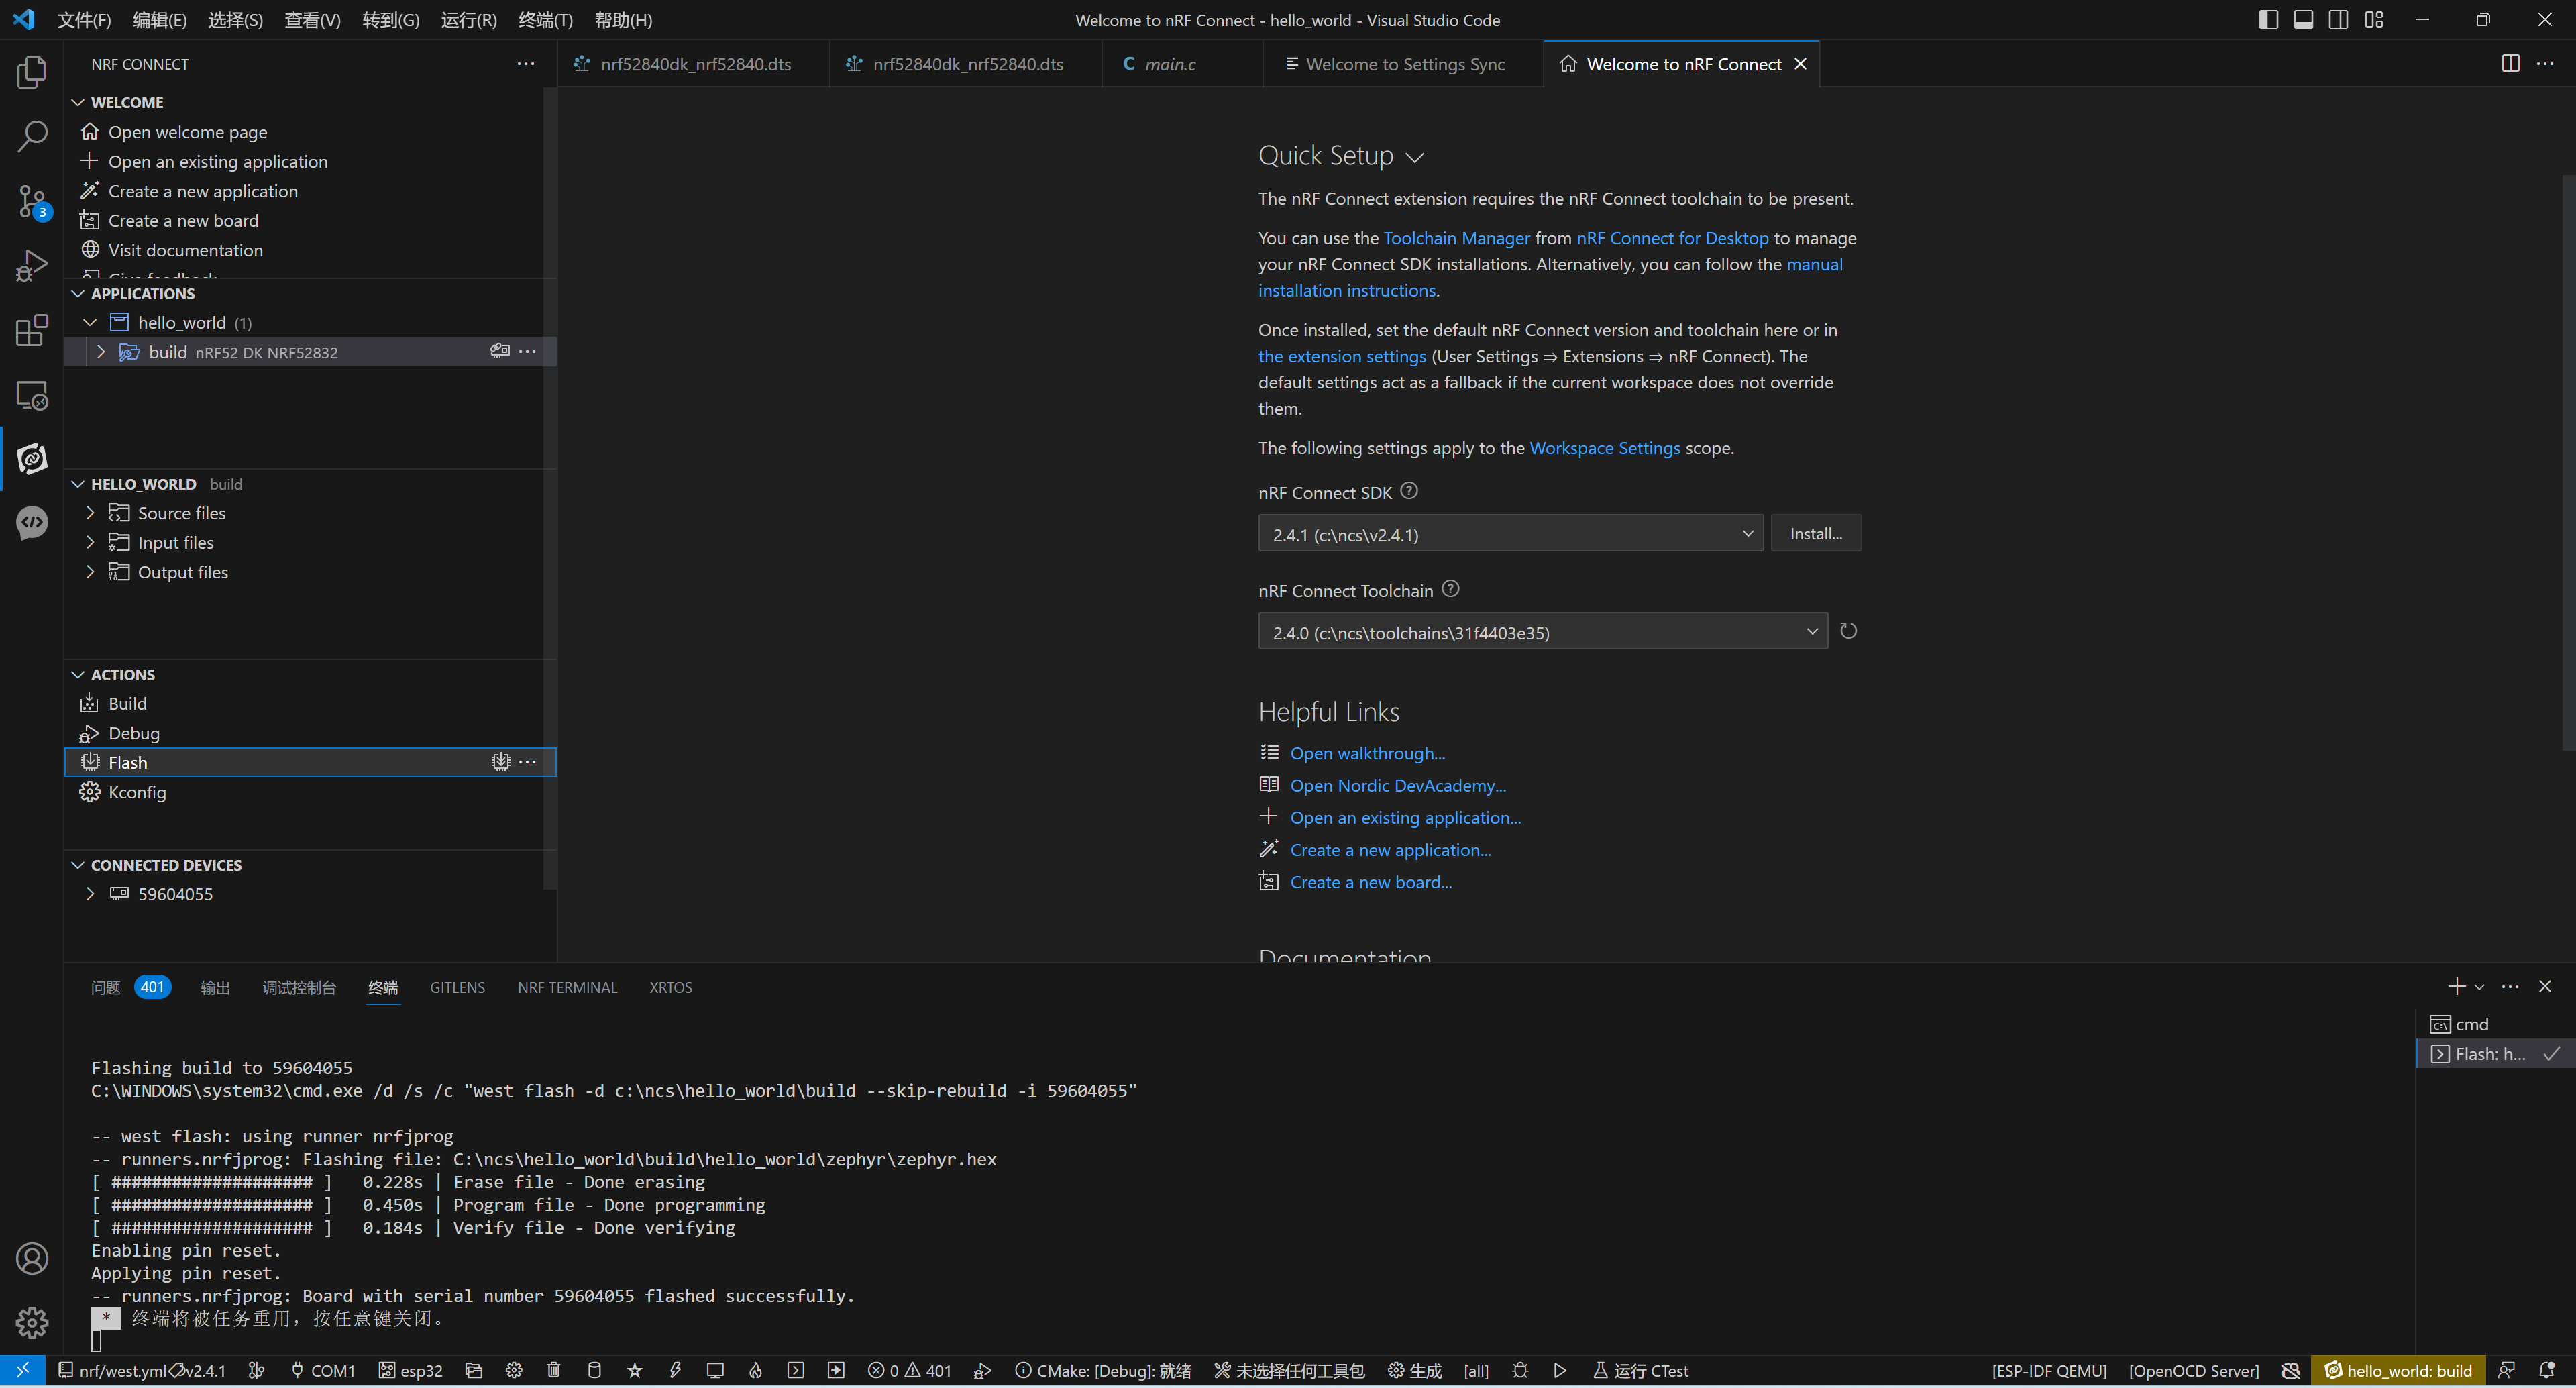 文件(F) 编辑(E) 选择(S) 查看(V) 转到(G) 运行(R) 终端(T) 帮助(H)
Welcome to nRF Connect - hello_world - Visual Studio Code
NRF CONNECT
nrf52840dk_nrf52840.dts
nrf52840dk_nrf52840.dts
C main.c
Welcome to Settings Sync
Welcome to nRF Connect
WELCOME
Open welcome page
Open an existing application
Create a new application
Create a new board
Visit documentation
Give feedback
APPLICATIONS
hello_world (1)
build nRF52 DK NRF52832
HELLO_WORLD build
Source files
Input files
Output files
ACTIONS
Build
Debug
Flash
Kconfig
CONNECTED DEVICES
59604055
3
Quick Setup
The nRF Connect extension requires the nRF Connect toolchain to be present.
You can use the Toolchain Manager from nRF Connect for Desktop to manage
your nRF Connect SDK installations. Alternatively, you can follow the manual
installation instructions.
Once installed, set the default nRF Connect version and toolchain here or in
the extension settings (User Settings ⇒ Extensions ⇒ nRF Connect). The
default settings act as a fallback if the current workspace does not override
them.
The following settings apply to the Workspace Settings scope.
nRF Connect SDK
2.4.1 (c:\ncs\v2.4.1)
Install...
nRF Connect Toolchain
2.4.0 (c:\ncs\toolchains\31f4403e35)
Helpful Links
Open walkthrough...
Open Nordic DevAcademy...
Open an existing application...
Create a new application...
Create a new board...
Documentation
问题 401 输出 调试控制台 终端 GITLENS NRF TERMINAL XRTOS
cmd
Flash: h...
Flashing build to 59604055
C:\WINDOWS\system32\cmd.exe /d /s /c "west flash -d c:\ncs\hello_world\build --skip-rebuild -i 59604055"
-- west flash: using runner nrfjprog
-- runners.nrfjprog: Flashing file: C:\ncs\hello_world\build\hello_world\zephyr\zephyr.hex
[ #################### ] 0.228s | Erase file - Done erasing
[ #################### ] 0.450s | Program file - Done programming
[ #################### ] 0.184s | Verify file - Done verifying
Enabling pin reset.
Applying pin reset.
-- runners.nrfjprog: Board with serial number 59604055 flashed successfully.
* 终端将被任务重用，按任意键关闭。
nrf/west.yml v2.4.1 COM1 esp32 0 401 CMake: [Debug]: 就绪 未选择任何工具包 生成 [all] 运行 CTest [ESP-IDF QEMU] [OpenOCD Server] hello_world: build